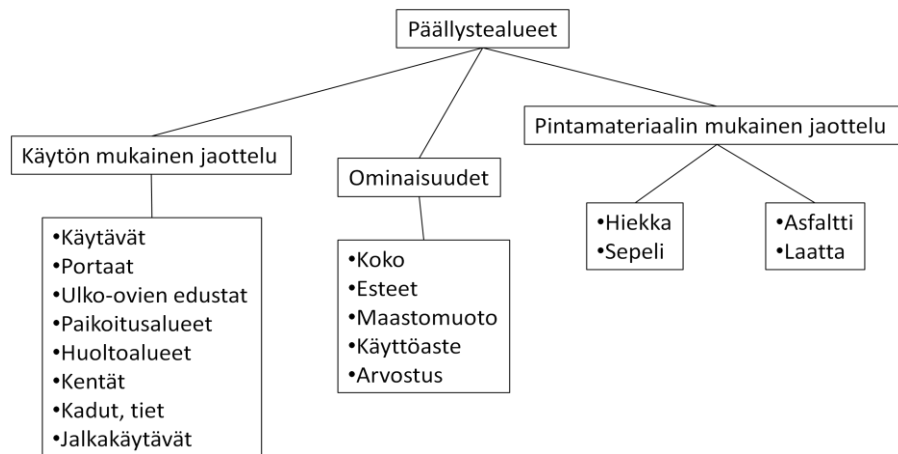 Päällystealueet
Käytön mukainen jaottelu
•Käytävät
•Portaat
•Ulko-ovien edustat
•Paikoitusalueet
•Huoltoalueet
•Kentät
•Kadut, tiet
•Jalkakäytävät
Ominaisuudet
•Koko
•Esteet
•Maastomuoto
•Käyttöaste
•Arvostus
Pintamateriaalin mukainen jaottelu
•Hiekka
•Sepeli
•Asfaltti
•Laatta